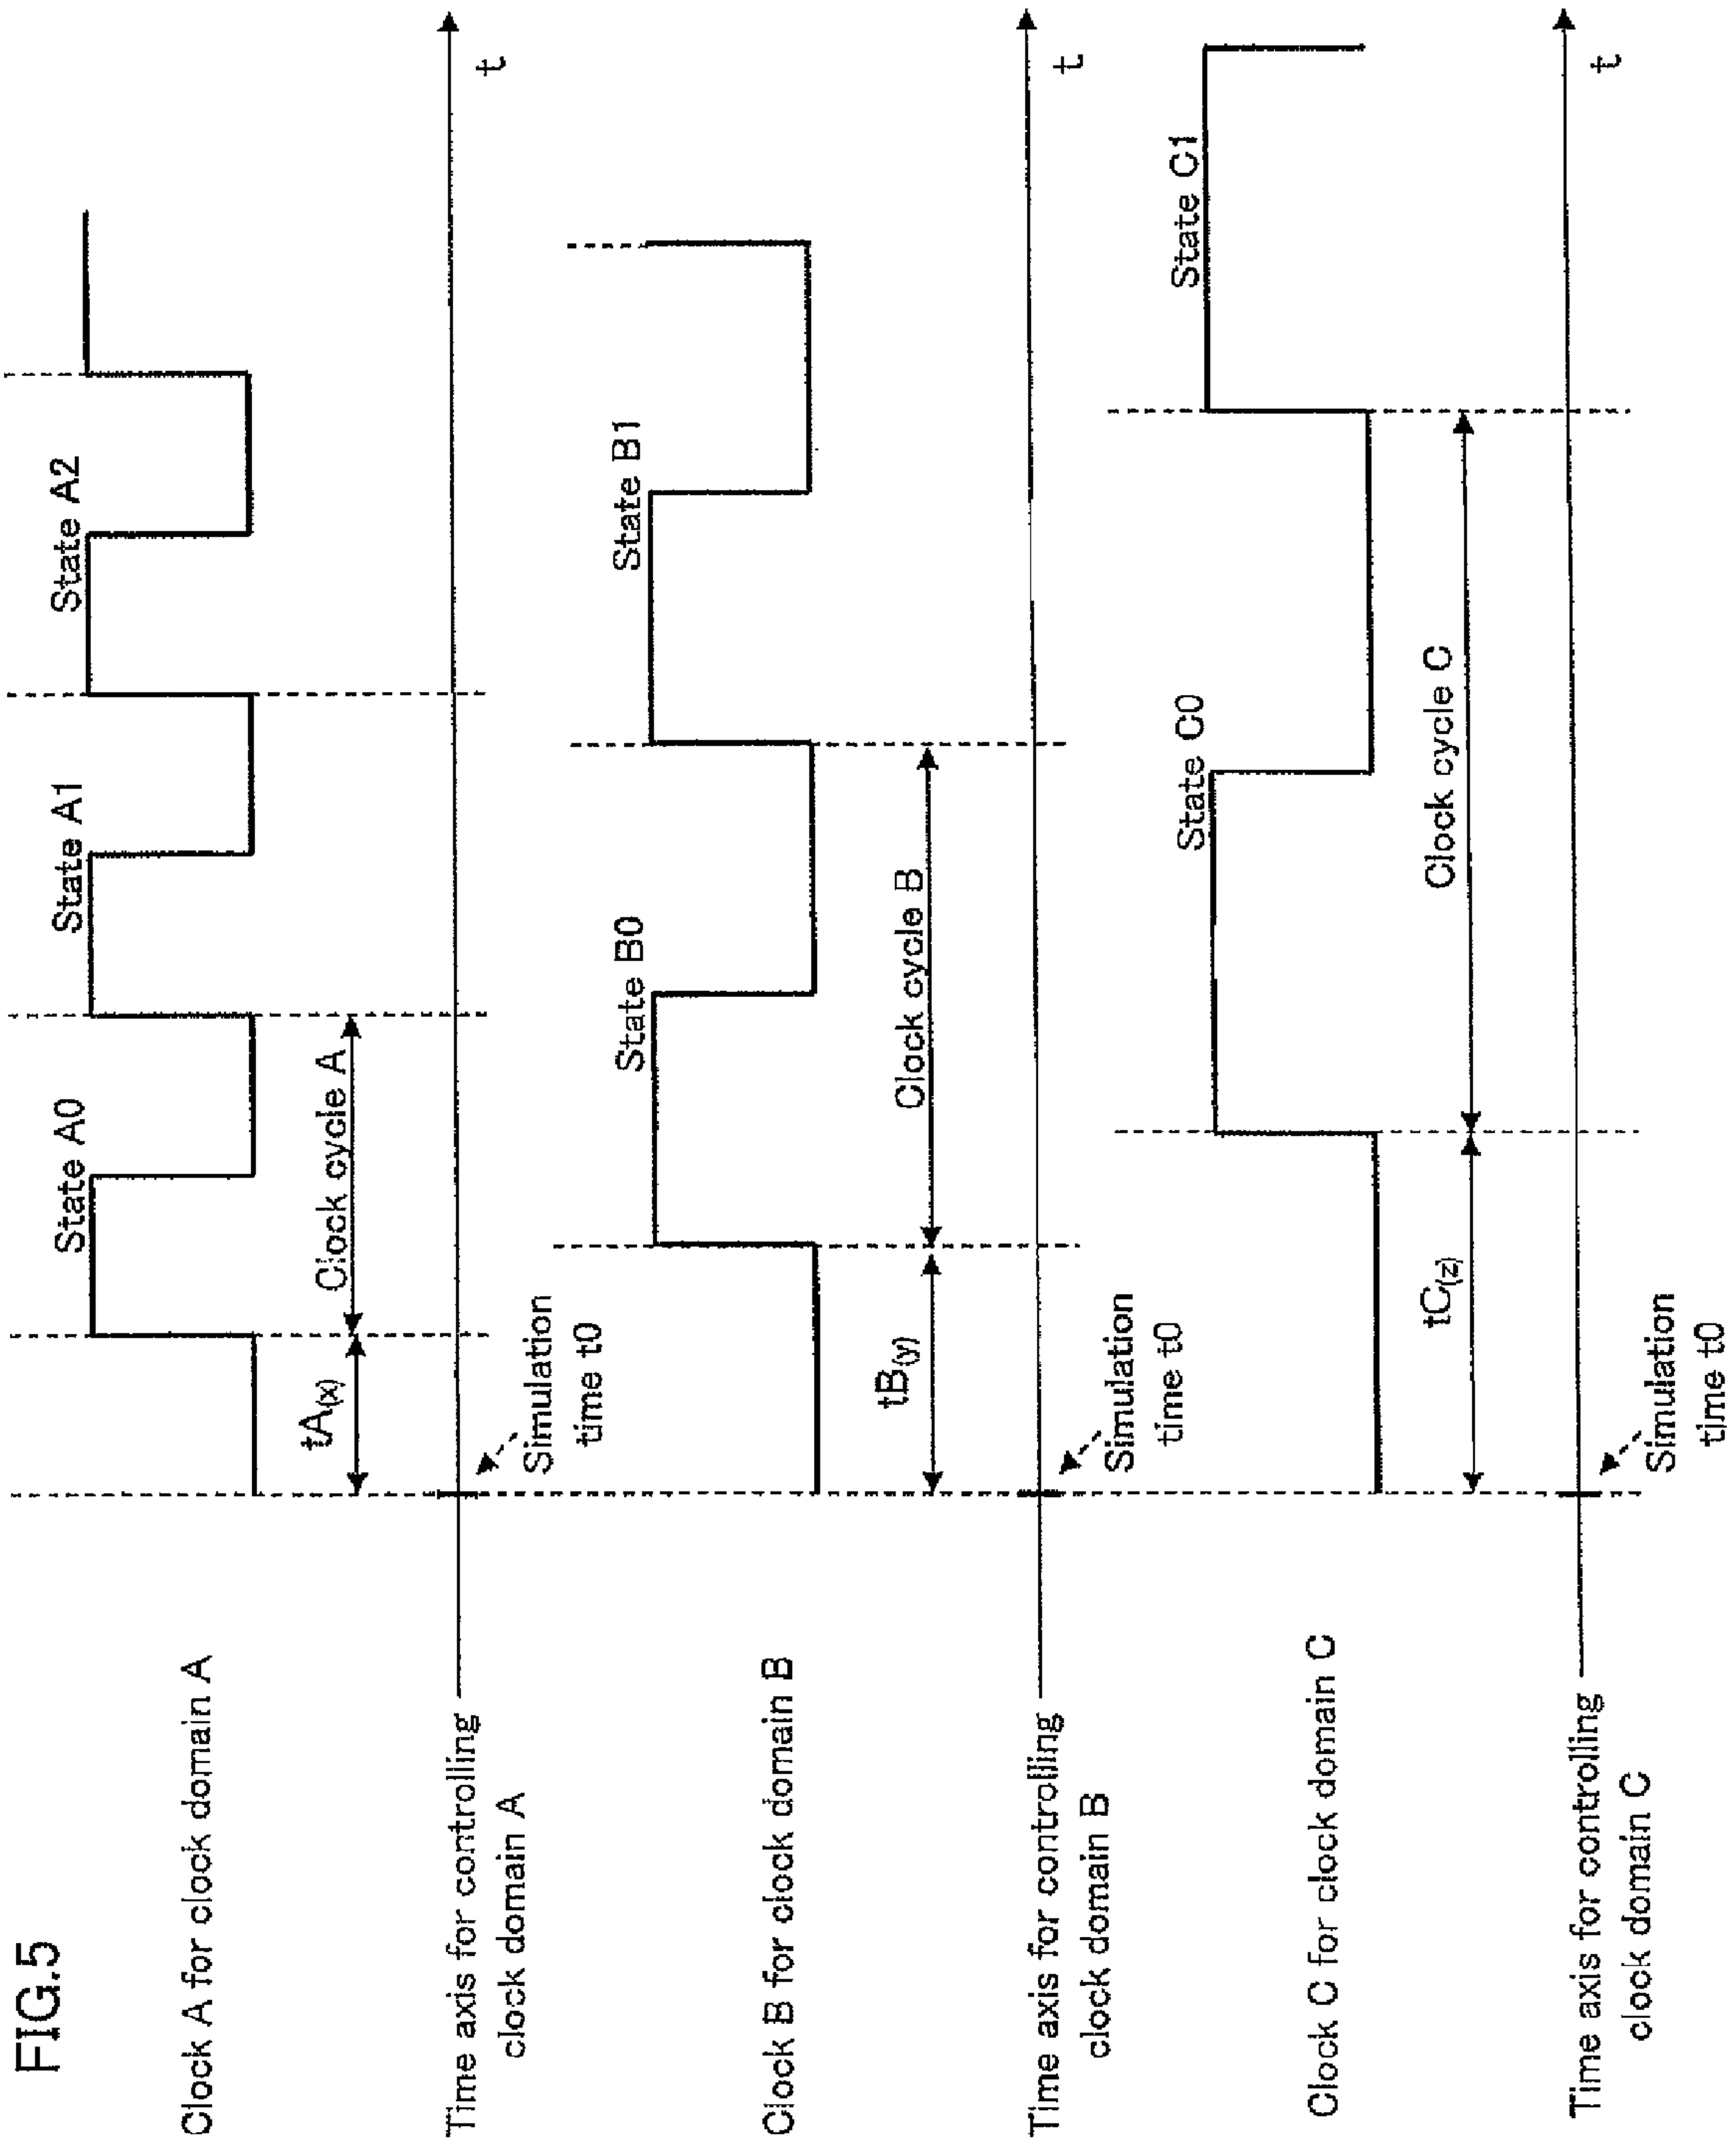 FIG.5
Clock A for clock domain A
State A0
State A1
State A2
tA(x)
Clock cycle A
Time axis for controlling
clock domain A
Simulation
time t0
t
Clock B for clock domain B
State B0
State B1
tB(y)
Clock cycle B
Time axis for controlling
clock domain B
Simulation
time t0
t
Clock C for clock domain C
State C0
State C1
tC(z)
Clock cycle C
Time axis for controlling
clock domain C
Simulation
time t0
t